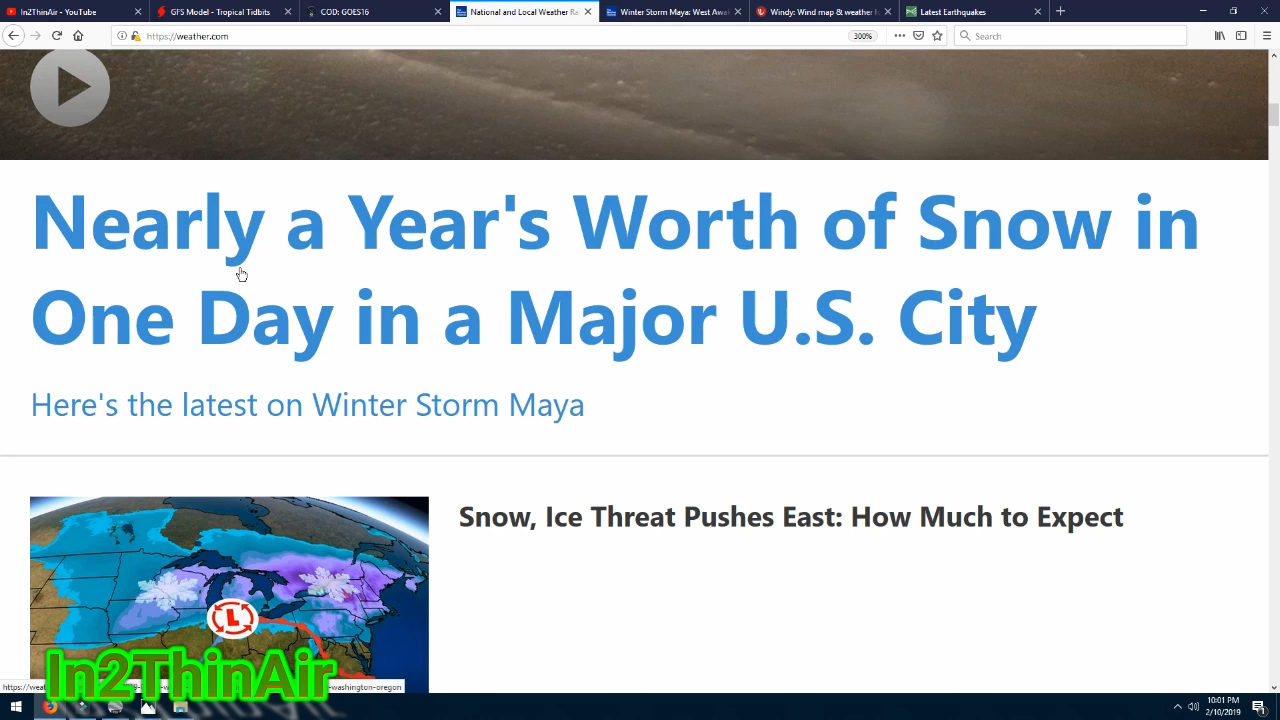 In2ThinAir - YouTube
GFS Model - Tropical Tidbits
COD: GOES16
National and Local Weather Ra
Winter Storm Maya: West Awai
Windy: Wind map & weather fo
Latest Earthquakes
https://weather.com
300%
Search
Nearly a Year's Worth of Snow in
One Day in a Major U.S. City
Here's the latest on Winter Storm Maya
Snow, Ice Threat Pushes East: How Much to Expect
L
In2ThinAir
-washington-oregon
10:01 PM
2/10/2019